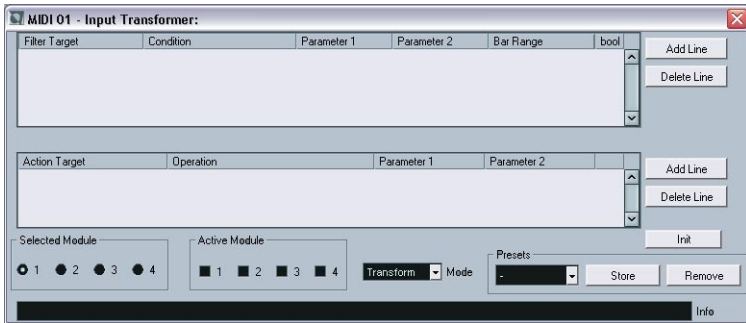 MIDI 01 - Input Transformer:
Filter Target Condition Parameter 1 Parameter 2 Bar Range bool
Add Line
Delete Line
Action Target Operation Parameter 1 Parameter 2
Add Line
Delete Line
Init
Selected Module Active Module Presets
1 2 3 4 1 2 3 4 Transform Mode - Store Remove
Info